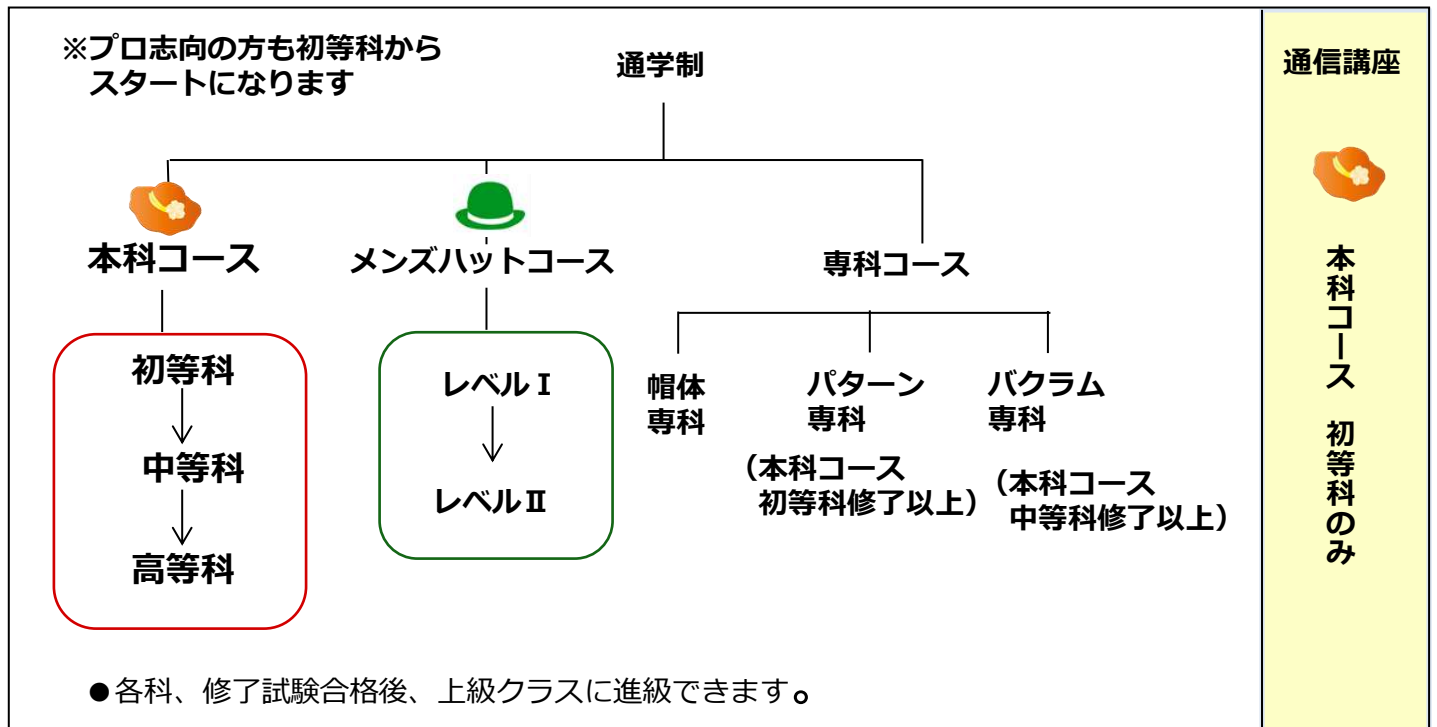 ※プロ志向の方も初等科から
スタートになります
通学制
本科コース
メンズハットコース
専科コース
初等科
中等科
高等科
レベルⅠ
レベルⅡ
帽体
専科
パターン
専科
(本科コース
初等科修了以上)
バクラム
専科
(本科コース
中等科修了以上)
●各科、修了試験合格後、上級クラスに進級できます。
通信講座
本科コース 初等科のみ